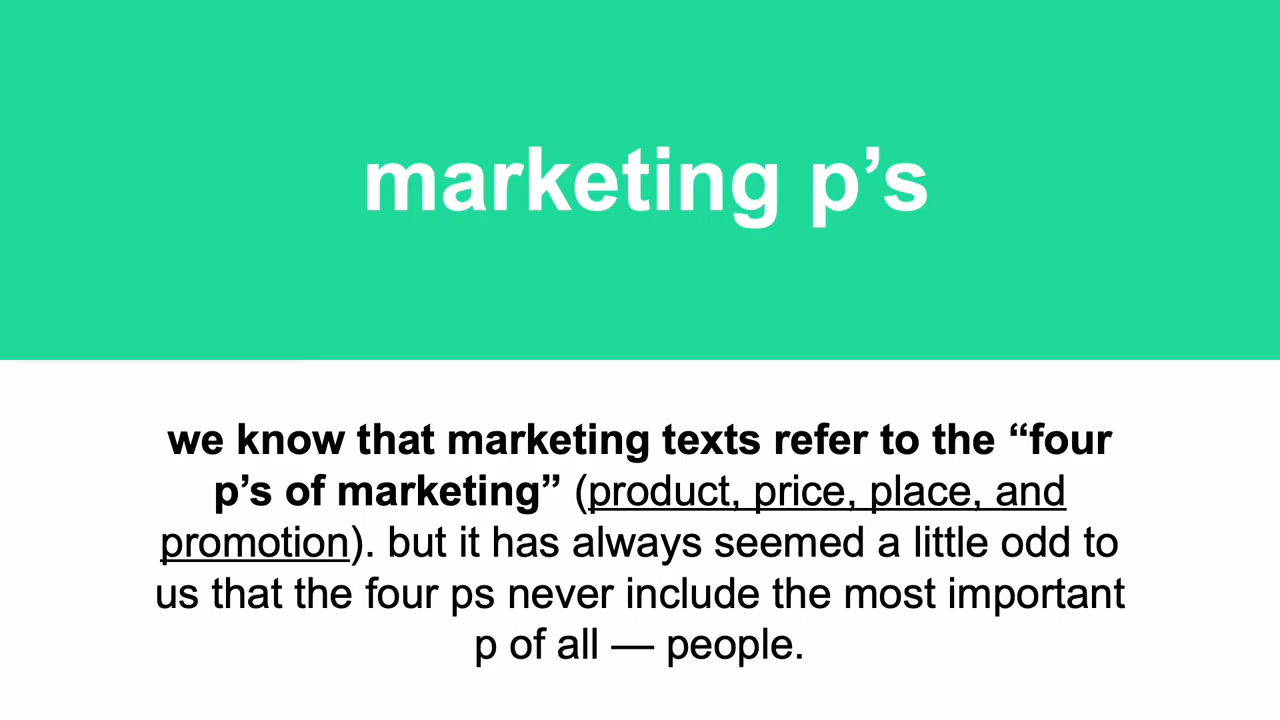 marketing p’s
we know that marketing texts refer to the “four
p’s of marketing” (product, price, place, and
promotion). but it has always seemed a little odd to
us that the four ps never include the most important
p of all — people.